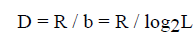 D = R / b = R / log2L